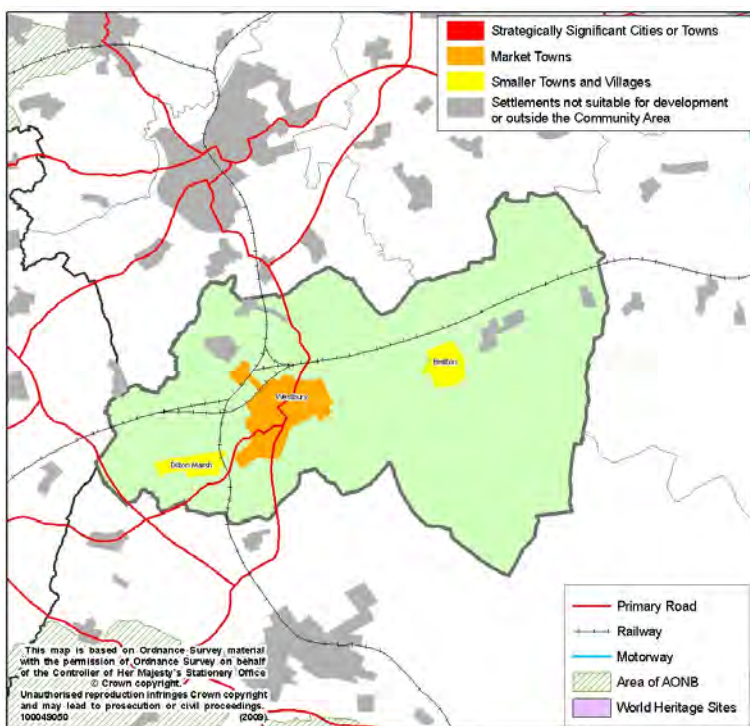 Strategically Significant Cities or Towns
Market Towns
Smaller Towns and Villages
Settlements not suitable for development
or outside the Community Area
Bratton
Westbury
Dilton Marsh
Primary Road
Railway
Motorway
Area of AONB
World Heritage Sites
This map is based on Ordnance Survey material
with the permission of Ordnance Survey on behalf
of the Controller of Her Majesty's Stationery Office
© Crown copyright.
Unauthorised reproduction infringes Crown copyright
and may lead to prosecution or civil proceedings.
100049050 (2009)